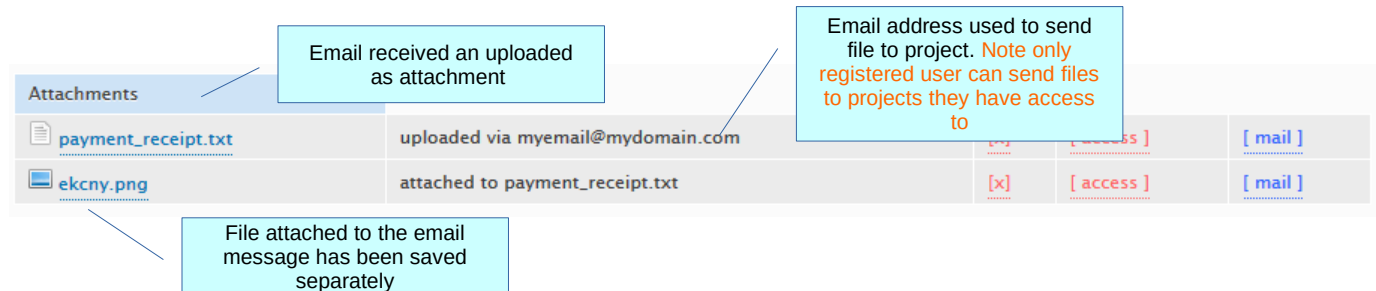 Email received an uploaded
as attachment
Email address used to send
file to project. Note only
registered user can send files
to projects they have access
to
Attachments
payment_receipt.txt uploaded via myemail@mydomain.com [x] [ access ] [ mail ]
ekcny.png attached to payment_receipt.txt [x] [ access ] [ mail ]
File attached to the email
message has been saved
separately